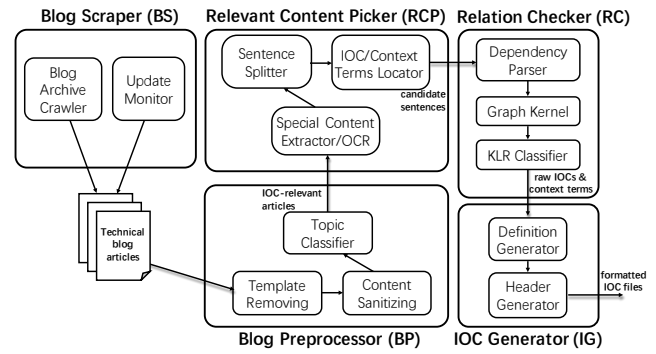 Blog Scraper (BS)
Blog
Archive
Crawler
Update
Monitor
Technical
blog
articles
Relevant Content Picker (RCP)
Sentence
Splitter
IOC/Context
Terms Locator
candidate
sentences
Special Content
Extractor/OCR
IOC-relevant
articles
Topic
Classifier
Template
Removing
Content
Sanitizing
Blog Preprocessor (BP)
Relation Checker (RC)
Dependency
Parser
Graph Kernel
KLR Classifier
raw IOCs &
context terms
Definition
Generator
Header
Generator
formatted
IOC files
IOC Generator (IG)